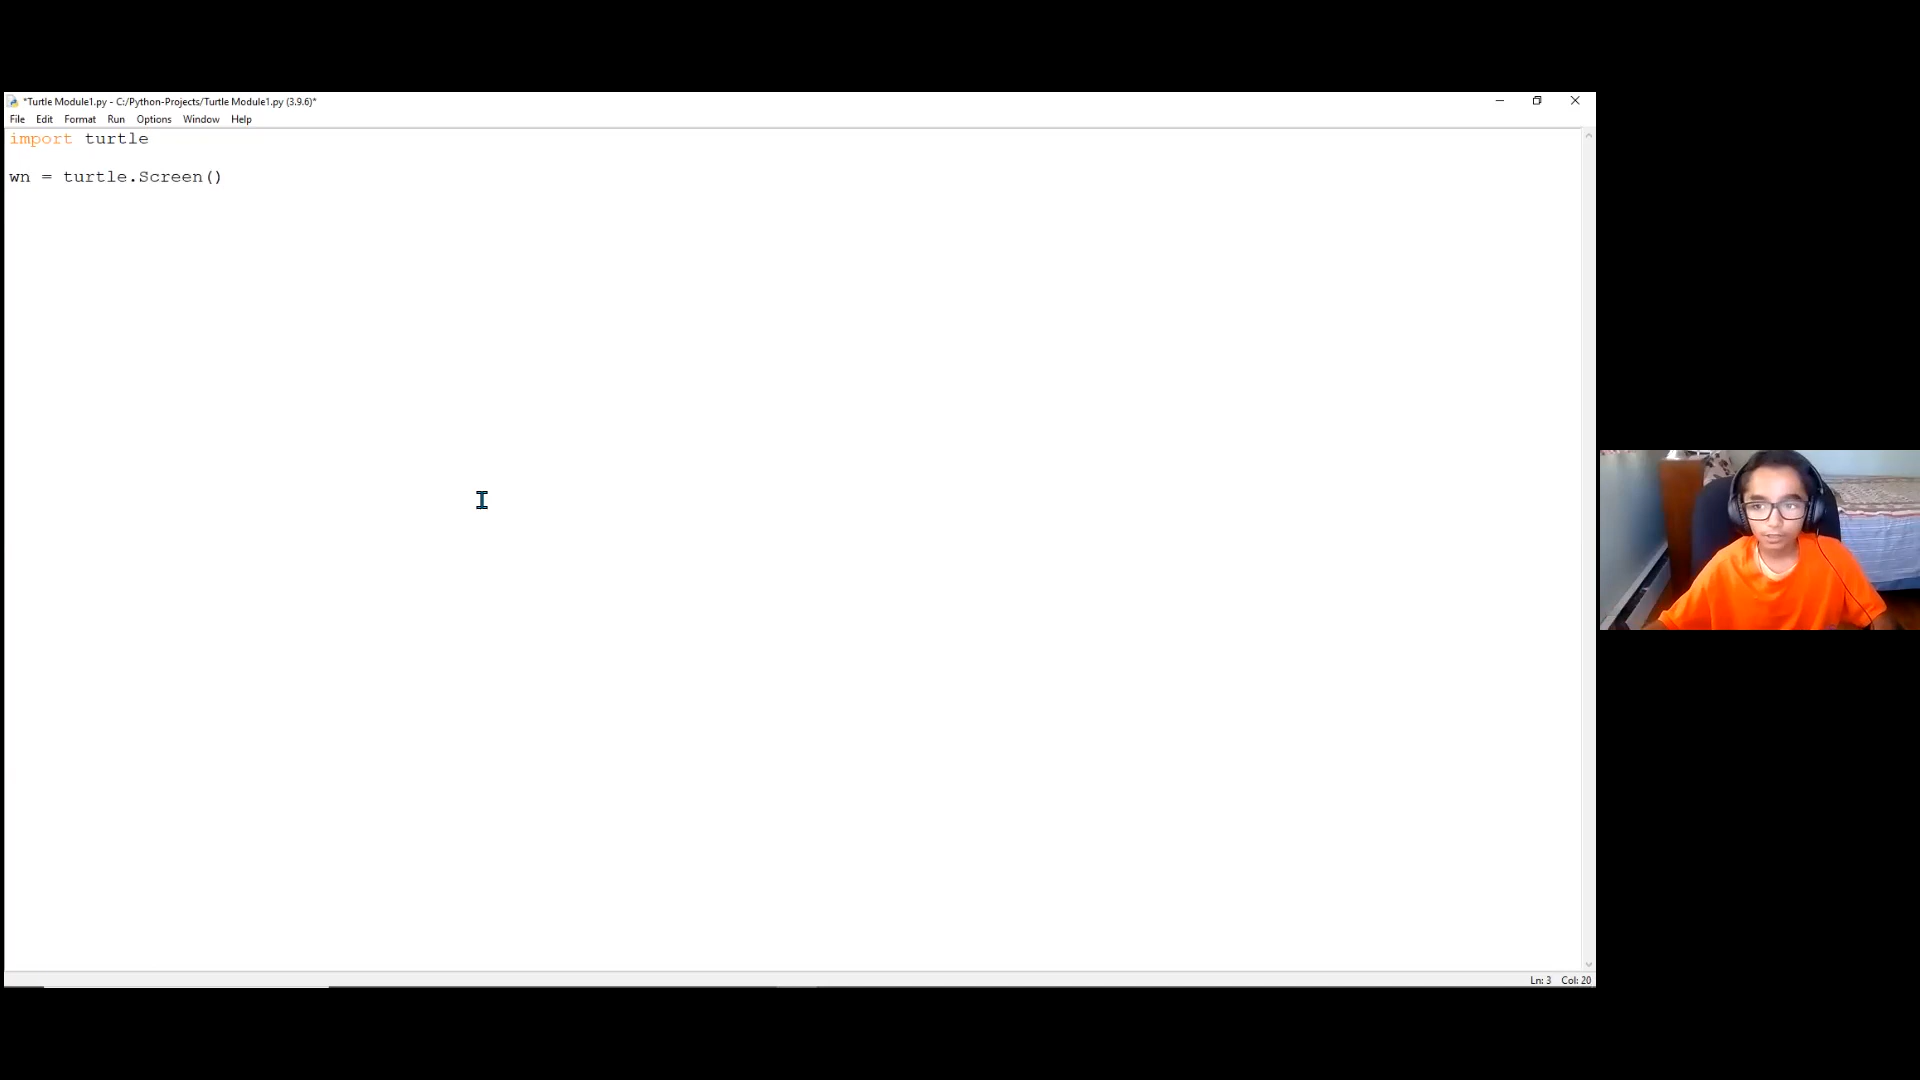 *Turtle Module1.py - C:/Python-Projects/Turtle Module1.py (3.9.6)*
File Edit Format Run Options Window Help
import turtle
wn = turtle.Screen()
Ln: 3 Col: 20